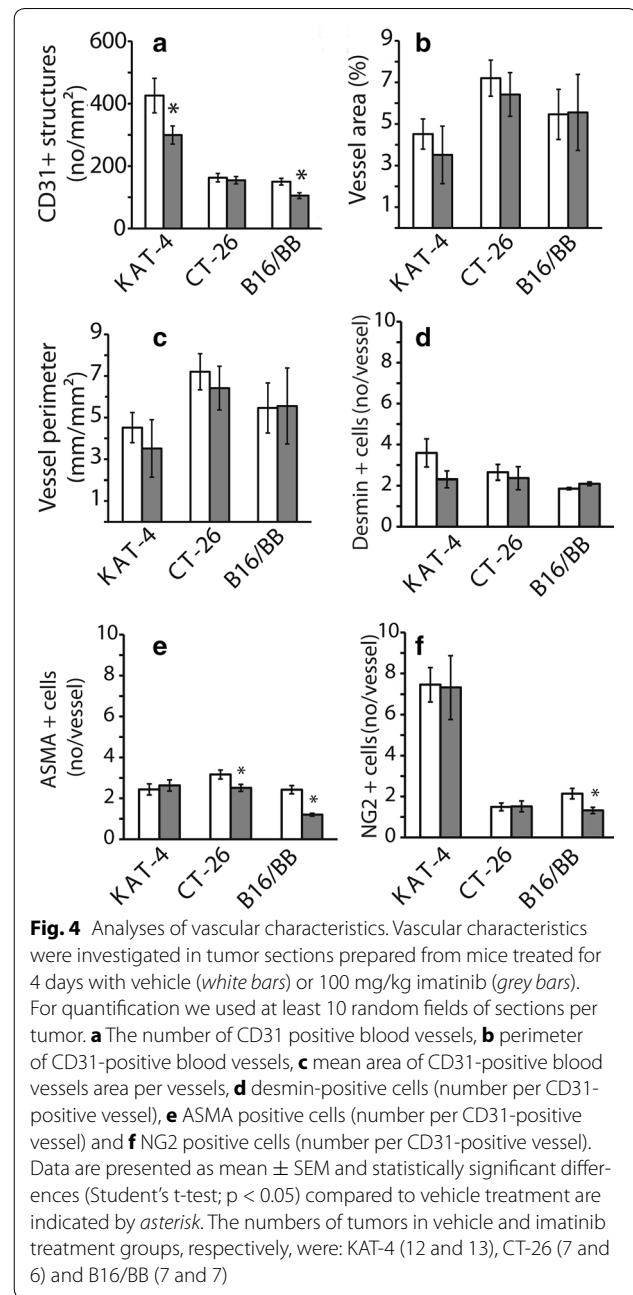 a
b
600
400
200
0
CD31+ structures
(no/mm²)
*
*
KAT-4
CT-26
B16/BB
9
7
5
3
1
Vessel area (%)
KAT-4
CT-26
B16/BB
c
d
9
7
5
3
1
Vessel perimeter
(mm/mm²)
KAT-4
CT-26
B16/BB
10
8
6
4
2
0
Desmin + cells (no/vessel)
KAT-4
CT-26
B16/BB
e
f
10
8
6
4
2
0
ASMA + cells
(no/vessel)
*
*
KAT-4
CT-26
B16/BB
10
8
6
4
2
0
NG2 + cells (no/vessel)
*
KAT-4
CT-26
B16/BB
Fig. 4 Analyses of vascular characteristics. Vascular characteristics
were investigated in tumor sections prepared from mice treated for
4 days with vehicle (white bars) or 100 mg/kg imatinib (grey bars).
For quantification we used at least 10 random fields of sections per
tumor. a The number of CD31 positive blood vessels, b perimeter
of CD31-positive blood vessels, c mean area of CD31-positive blood
vessels area per vessels, d desmin-positive cells (number per CD31-
positive vessel), e ASMA positive cells (number per CD31-positive
vessel) and f NG2 positive cells (number per CD31-positive vessel).
Data are presented as mean ± SEM and statistically significant differ-
ences (Student's t-test; p < 0.05) compared to vehicle treatment are
indicated by asterisk. The numbers of tumors in vehicle and imatinib
treatment groups, respectively, were: KAT-4 (12 and 13), CT-26 (7 and
6) and B16/BB (7 and 7)